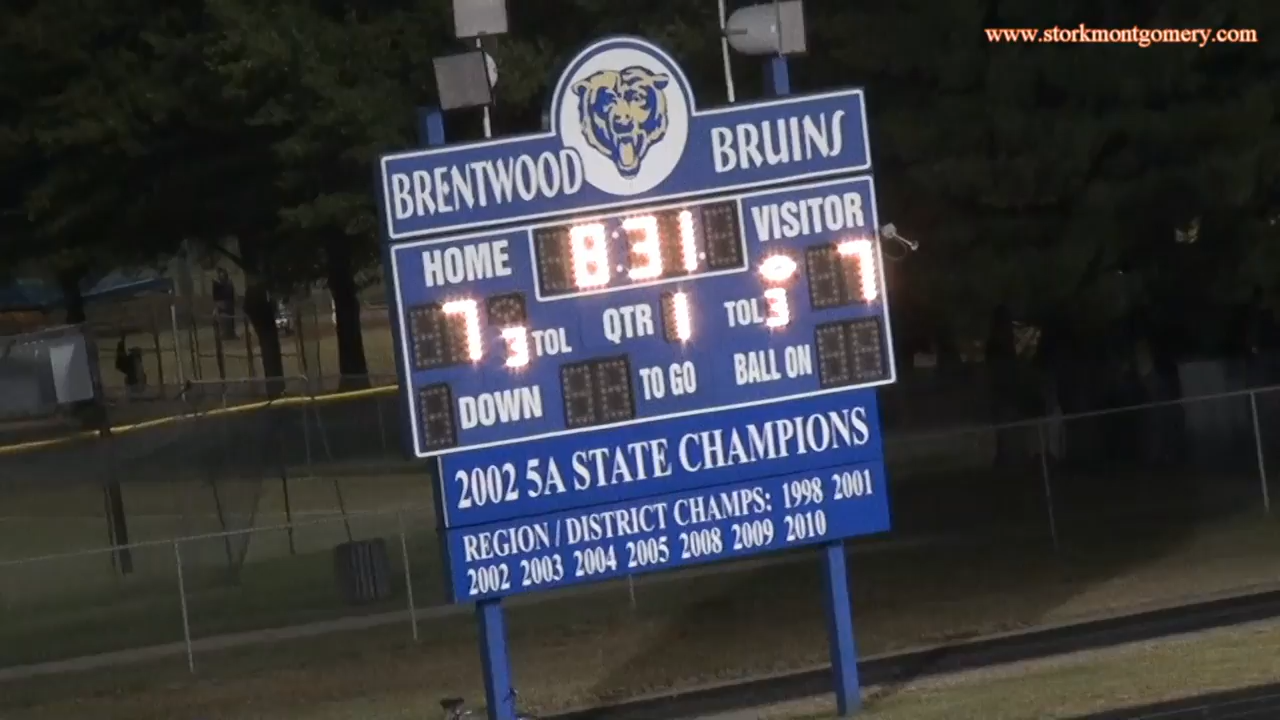 www.storkmontgomery.com
BRENTWOOD BRUINS
HOME 8:31 VISITOR
7 3 TOL QTR 1 TOL 3 7
DOWN TO GO BALL ON
2002 5A STATE CHAMPIONS
REGION / DISTRICT CHAMPS: 1998 2001
2002 2003 2004 2005 2008 2009 2010